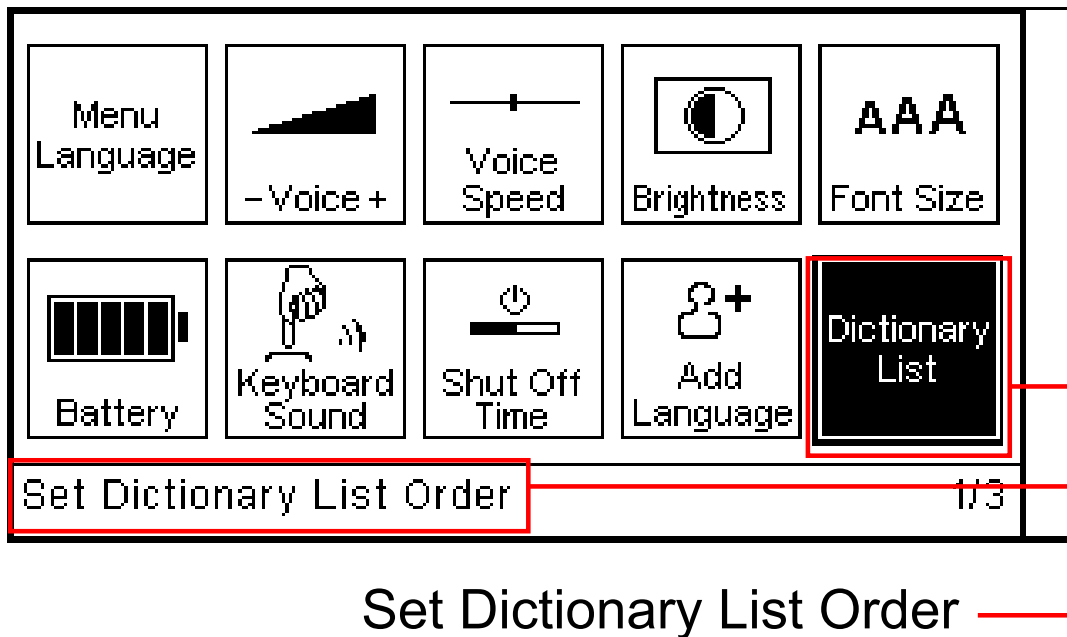 Menu
Language
– Voice +
Voice
Speed
Brightness
AAA
Font Size
Battery
Keyboard
Sound
Shut Off
Time
Add
Language
Dictionary
List
Set Dictionary List Order
1/3
Set Dictionary List Order